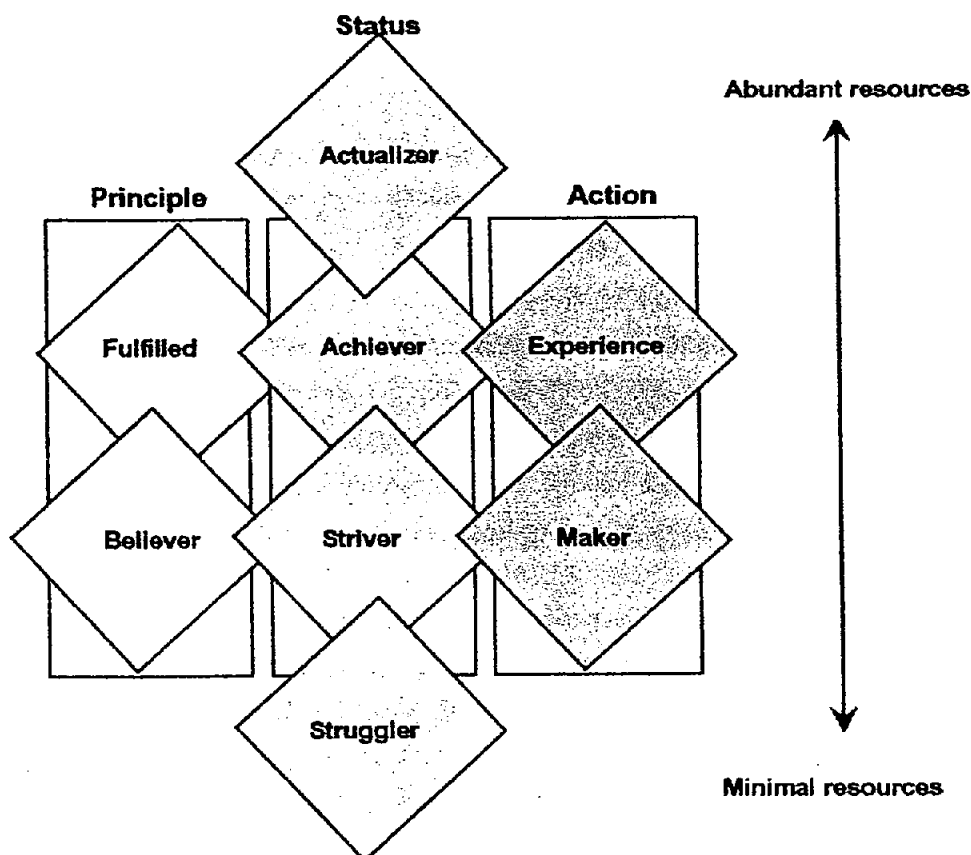 Status
Abundant resources
Actualizer
Principle
Action
Fulfilled
Achiever
Experience
Believer
Striver
Maker
Struggler
Minimal resources